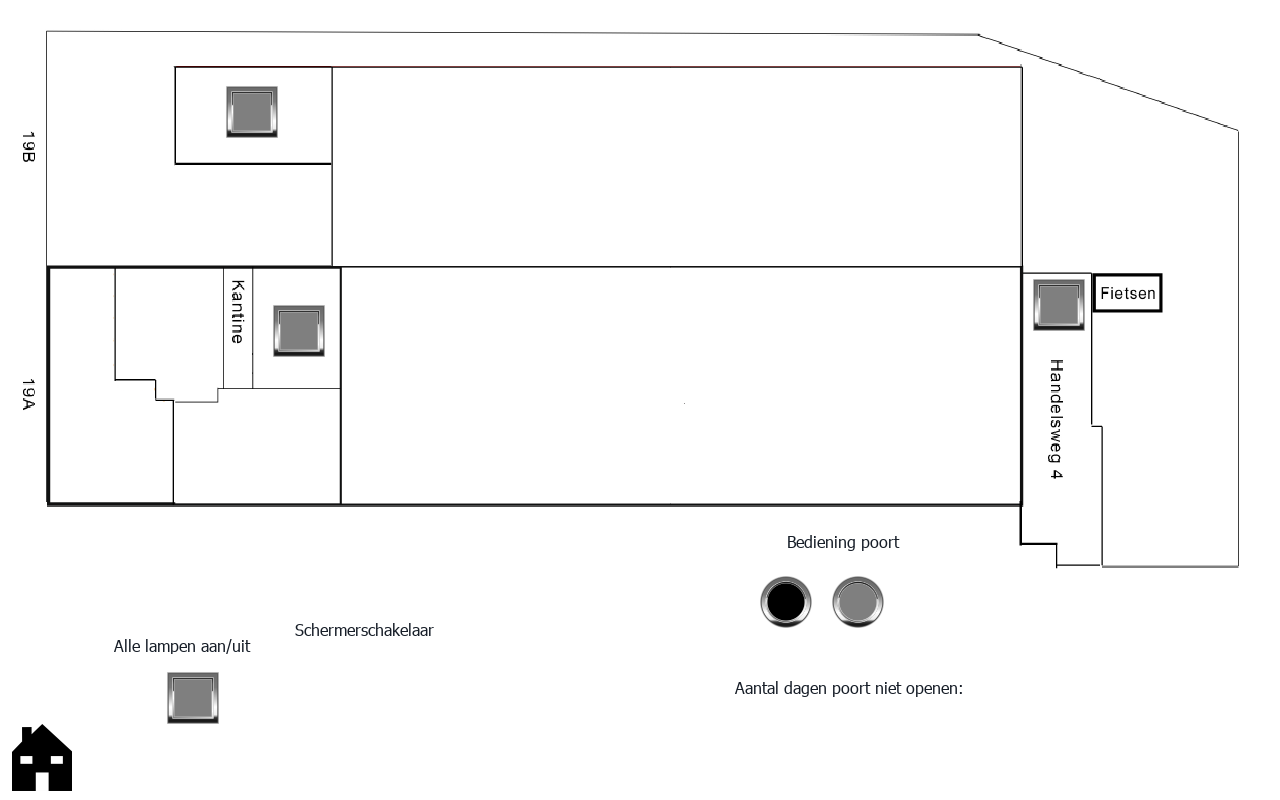 19B
Kantine
Fietsen
19A
Handelsweg 4
Bediening poort
Schermerschakelaar
Alle lampen aan/uit
Aantal dagen poort niet openen: